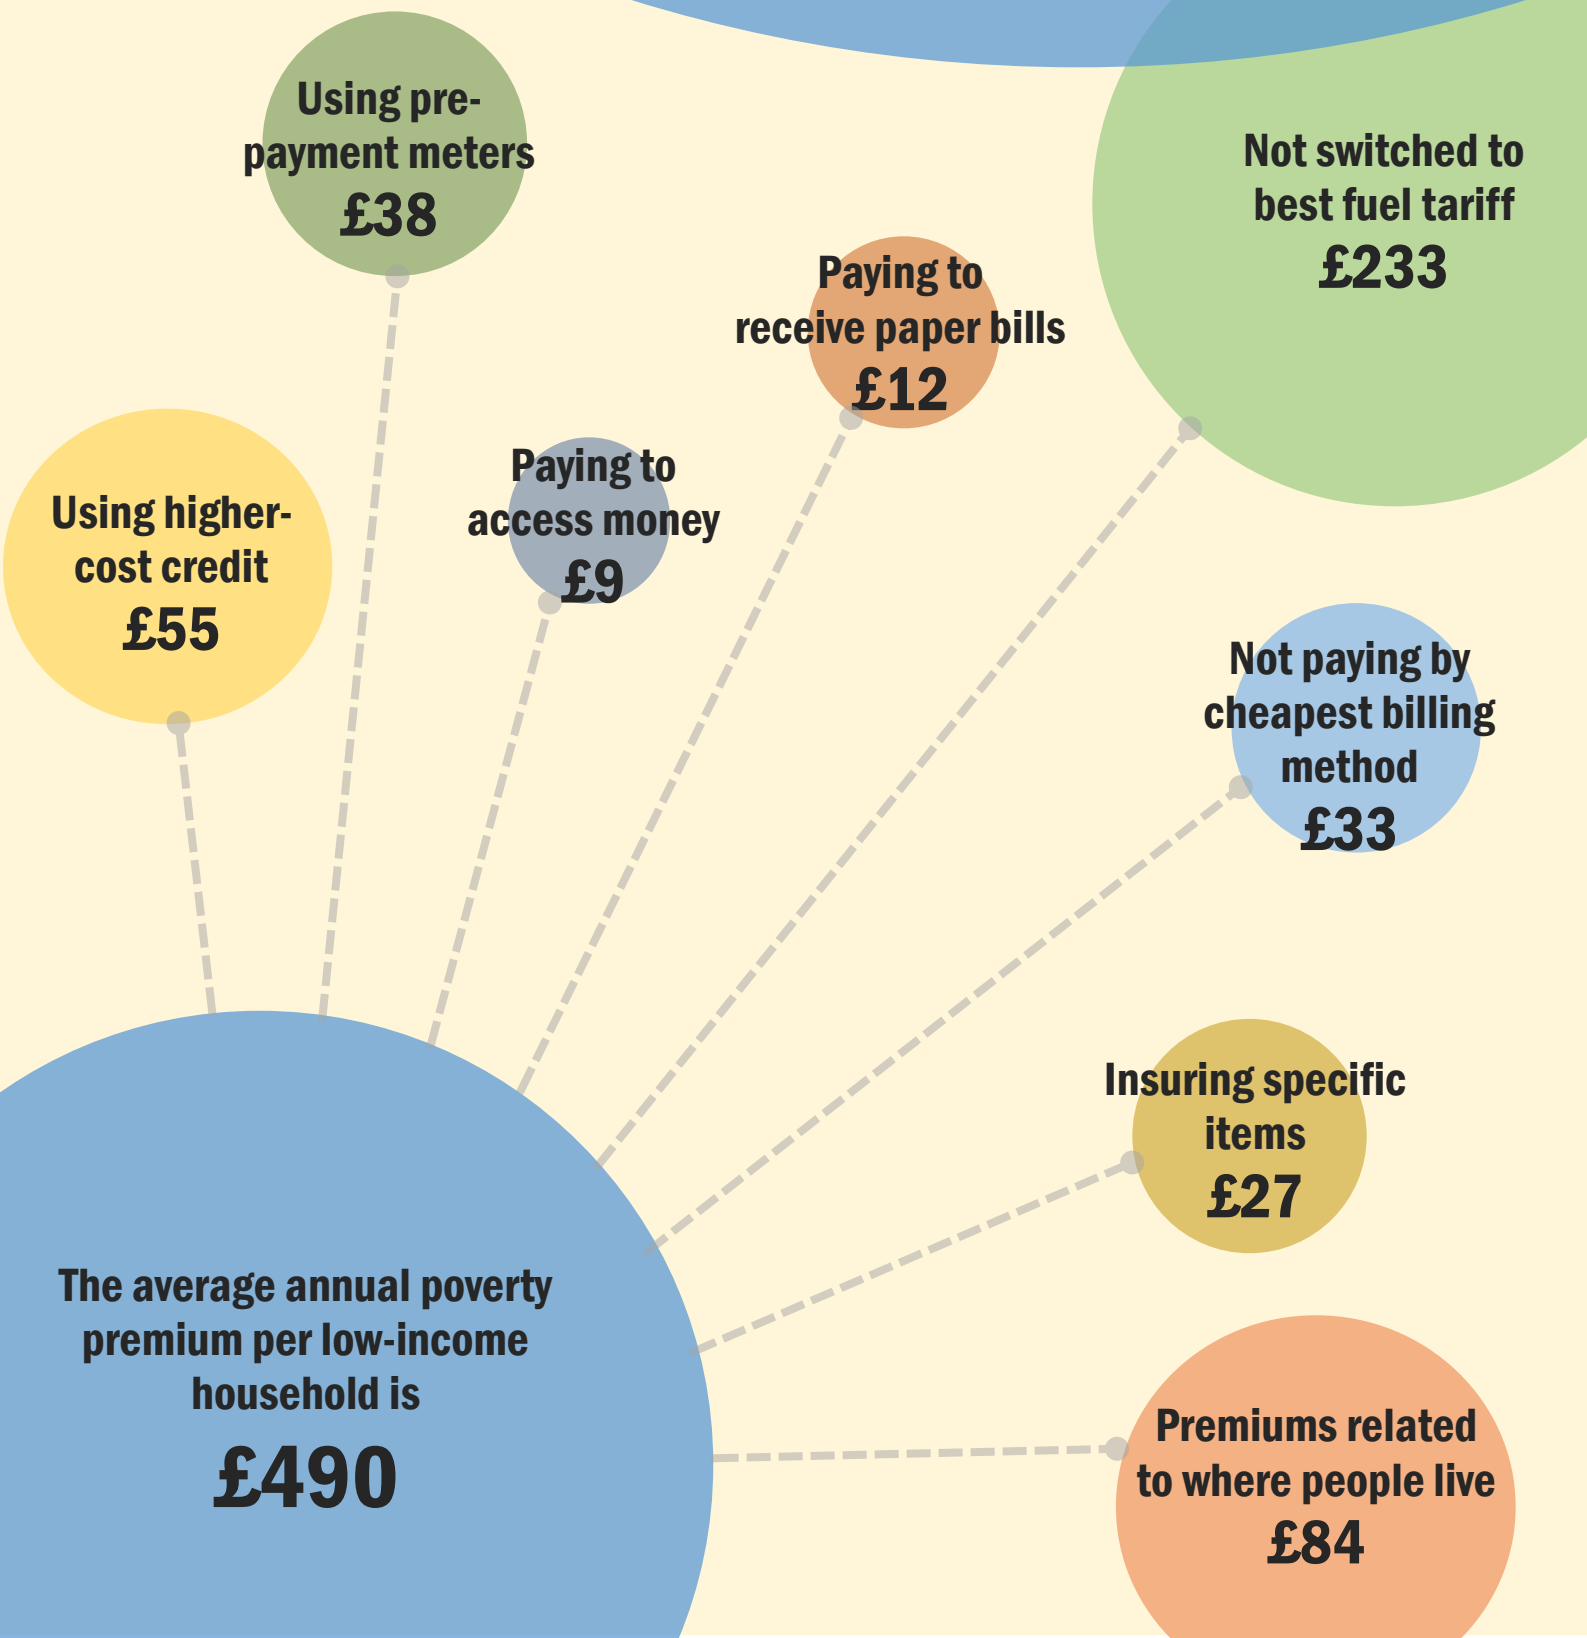 Using pre-
payment meters
£38
Not switched to
best fuel tariff
£233
Paying to
receive paper bills
£12
Using higher-
cost credit
£55
Paying to
access money
£9
Not paying by
cheapest billing
method
£33
Insuring specific
items
£27
The average annual poverty
premium per low-income
household is
£490
Premiums related
to where people live
£84